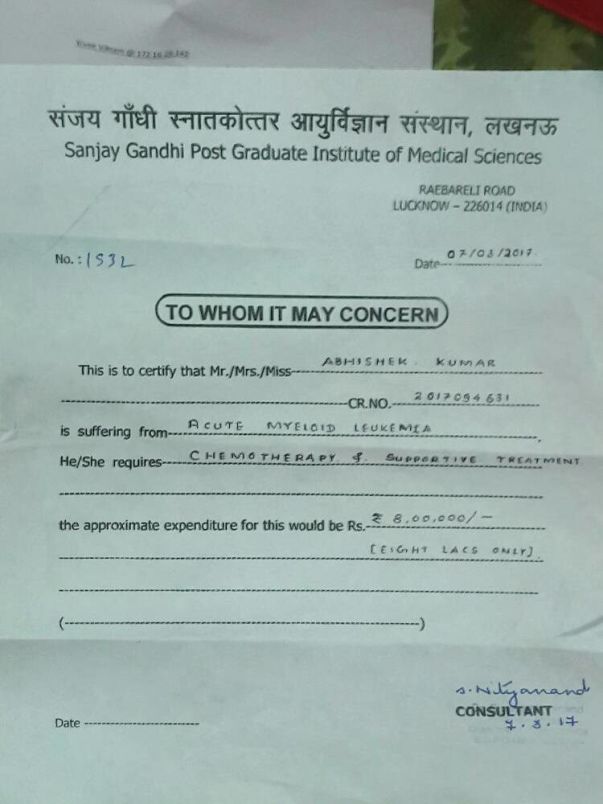 संजय गाँधी स्नातकोत्तर आयुर्विज्ञान संस्थान, लखनऊ
Sanjay Gandhi Post Graduate Institute of Medical Sciences
RAEBARELI ROAD
LUCKNOW – 226014 (INDIA)
No. : 1532
Date 07/03/2017
TO WHOM IT MAY CONCERN
This is to certify that Mr./Mrs./Miss ABHISHEK KUMAR
CR.NO. 2017094631
is suffering from ACUTE MYELOID LEUKEMIA
He/She requires CHEMOTHERAPY & SUPPORTIVE TREATMENT
the approximate expenditure for this would be Rs. ₹ 8,00,000/-
[EIGHT LACS ONLY]
( )
S. Nityanand
CONSULTANT
7.3.17
Date